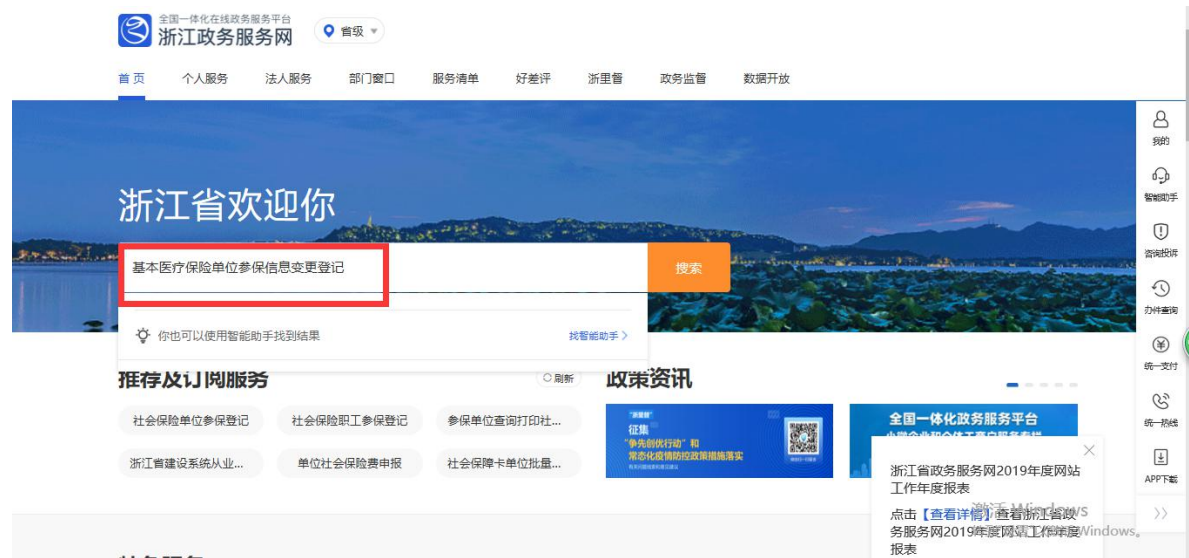 全国一体化在线政务服务平台
浙江政务服务网
省级
首页 个人服务 法人服务 部门窗口 服务清单 好差评 浙里督 政务监督 数据开放
浙江省欢迎你
基本医疗保险单位参保信息变更登记
搜索
你也可以使用智能助手找到结果
找智能助手
推荐及订阅服务
刷新
社会保险单位参保登记 社会保险职工参保登记 参保单位查询打印社...
浙江省建设系统从业... 单位社会保险费申报 社会保障卡单位批量...
政策资讯
征集
"争先创优行动" 和
常态化疫情防控政策措施落实
全国一体化政务服务平台
浙江省政务服务网2019年度网站
工作年度报表
点击【查看详情】查看浙江省政
务服务网2019年度网站工作年度
报表
激活 Windows
我的
智能助手
咨询投诉
办件查询
统一支付
统一热线
APP下载